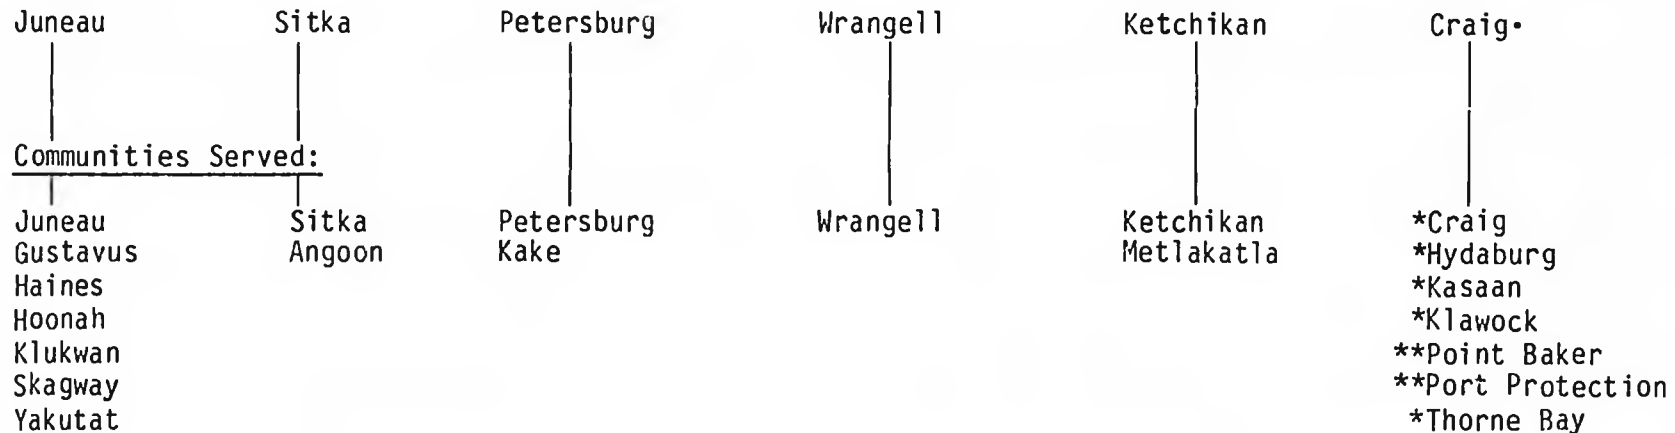 Juneau Sitka Petersburg Wrangell Ketchikan Craig•
Communities Served:
Juneau Sitka Petersburg Wrangell Ketchikan *Craig
Gustavus Angoon Kake Metlakatla *Hydaburg
Haines *Kasaan
Hoonah *Klawock
Klukwan **Point Baker
Skagway **Port Protection
Yakutat *Thorne Bay